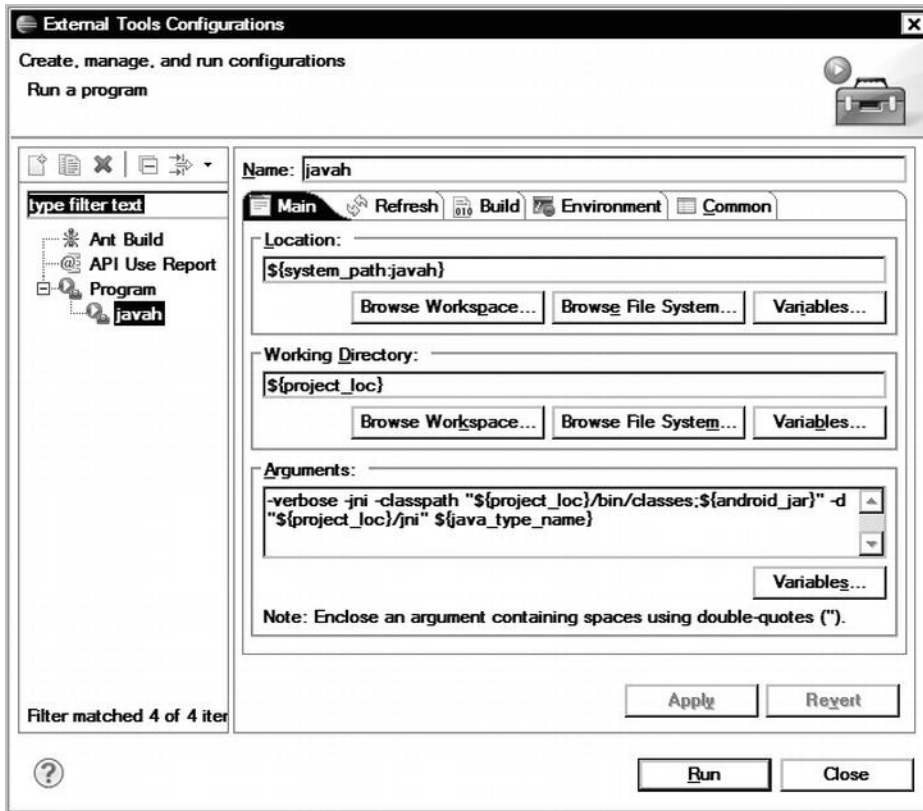 External Tools Configurations
Create, manage, and run configurations
Run a program
Name: javah
type filter text
Ant Build
API Use Report
Program
javah
Filter matched 4 of 4 iter
Main Refresh Build Environment Common
Location:
${system_path:javah}
Browse Workspace... Browse File System... Variables...
Working Directory:
${project_loc}
Browse Workspace... Browse File System... Variables...
Arguments:
-verbose -jni -classpath "${project_loc}/bin/classes;${android_jar}" -d
"${project_loc}/jni" ${java_type_name}
Variables...
Note: Enclose an argument containing spaces using double-quotes (").
Apply Revert
Run Close